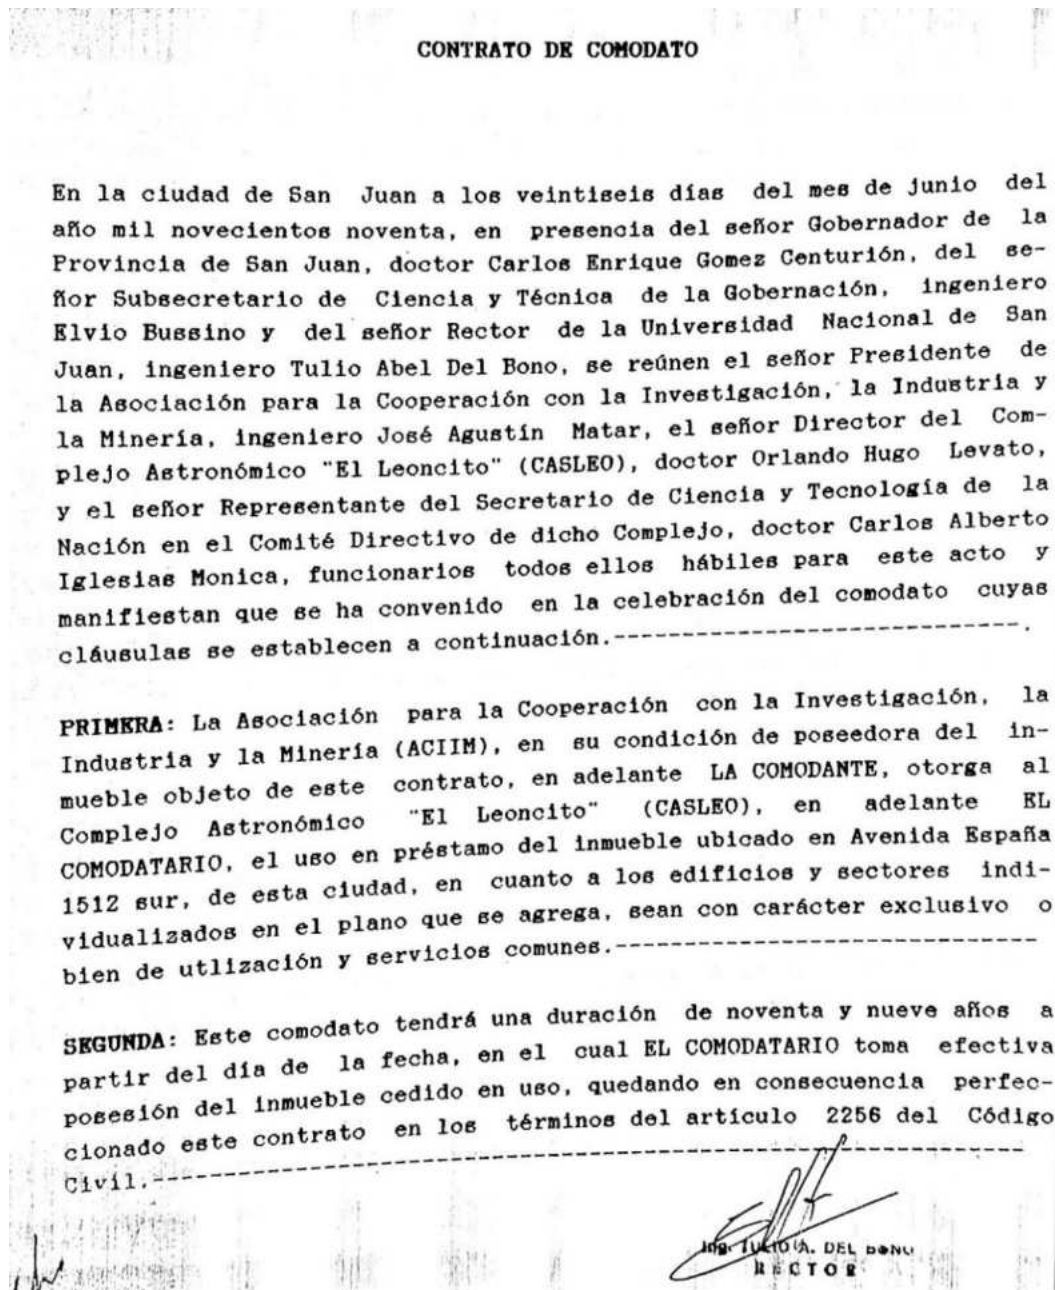 CONTRATO DE COMODATO
En la ciudad de San Juan a los veintiseis días del mes de junio del
año mil novecientos noventa, en presencia del señor Gobernador de la
Provincia de San Juan, doctor Carlos Enrique Gomez Centurión, del se-
ñor Subsecretario de Ciencia y Técnica de la Gobernación, ingeniero
Elvio Bussino y del señor Rector de la Universidad Nacional de San
Juan, ingeniero Tulio Abel Del Bono, se reúnen el señor Presidente de
la Asociación para la Cooperación con la Investigación, la Industria y
la Minería, ingeniero José Agustín Matar, el señor Director del Com-
plejo Astronómico "El Leoncito" (CASLEO), doctor Orlando Hugo Levato,
y el señor Representante del Secretario de Ciencia y Tecnología de la
Nación en el Comité Directivo de dicho Complejo, doctor Carlos Alberto
Iglesias Monica, funcionarios todos ellos hábiles para este acto y
manifiestan que se ha convenido en la celebración del comodato cuyas
cláusulas se establecen a continuación.------------------------------.
PRIMERA: La Asociación para la Cooperación con la Investigación, la
Industria y la Minería (ACIIM), en su condición de poseedora del in-
mueble objeto de este contrato, en adelante LA COMODANTE, otorga al
Complejo Astronómico "El Leoncito" (CASLEO), en adelante EL
COMODATARIO, el uso en préstamo del inmueble ubicado en Avenida España
1512 sur, de esta ciudad, en cuanto a los edificios y sectores indi-
vidualizados en el plano que se agrega, sean con carácter exclusivo o
bien de utlización y servicios comunes.-------------------------------
SEGUNDA: Este comodato tendrá una duración de noventa y nueve años a
partir del día de la fecha, en el cual EL COMODATARIO toma efectiva
posesión del inmueble cedido en uso, quedando en consecuencia perfec-
cionado este contrato en los términos del artículo 2256 del Código
Civil.----------------------------------------------------------------
Ing. TULIO A. DEL BONO
RECTOR